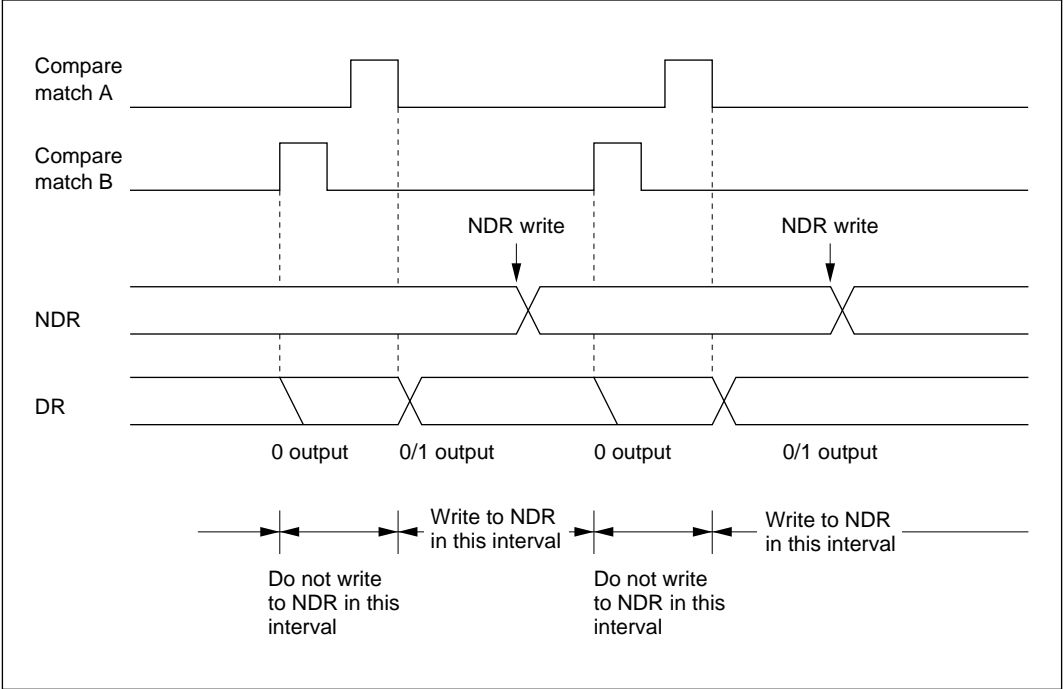 Compare
match A
Compare
match B
NDR write
NDR write
NDR
DR
0 output
0/1 output
0 output
0/1 output
Write to NDR
in this interval
Write to NDR
in this interval
Do not write
to NDR in this
interval
Do not write
to NDR in this
interval